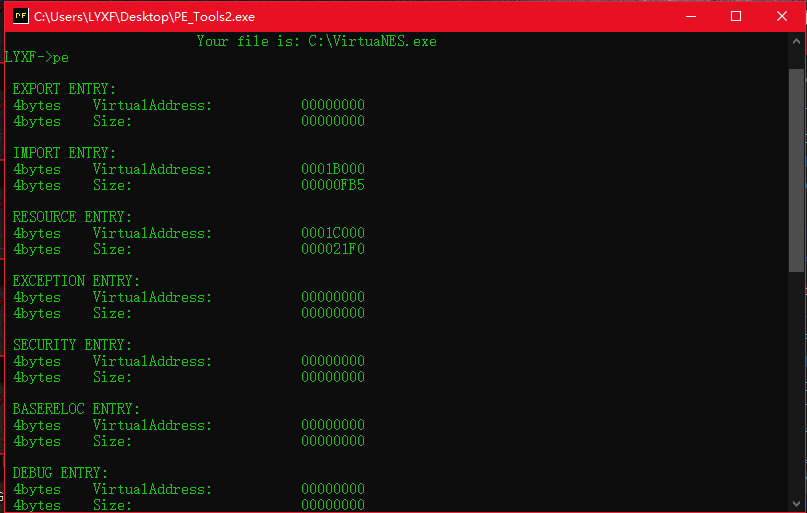 PF C:\Users\LYXF\Desktop\PE_Tools2.exe
Your file is: C:\VirtuaNES.exe
LYXF->pe
EXPORT ENTRY:
4bytes VirtualAddress: 00000000
4bytes Size: 00000000
IMPORT ENTRY:
4bytes VirtualAddress: 0001B000
4bytes Size: 00000FB5
RESOURCE ENTRY:
4bytes VirtualAddress: 0001C000
4bytes Size: 000021F0
EXCEPTION ENTRY:
4bytes VirtualAddress: 00000000
4bytes Size: 00000000
SECURITY ENTRY:
4bytes VirtualAddress: 00000000
4bytes Size: 00000000
BASERELOC ENTRY:
4bytes VirtualAddress: 00000000
4bytes Size: 00000000
DEBUG ENTRY:
4bytes VirtualAddress: 00000000
4bytes Size: 00000000